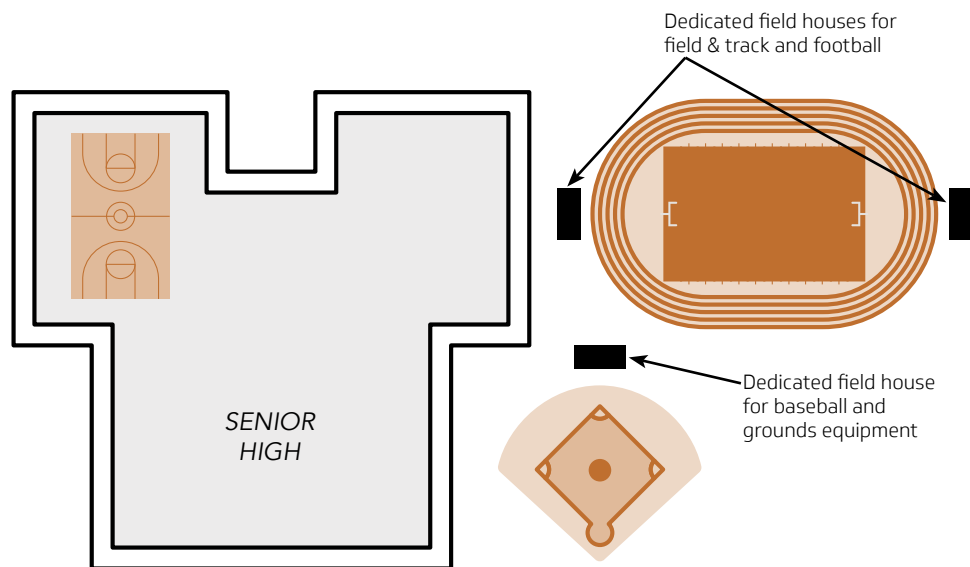 Dedicated field houses for
field & track and football
SENIOR
HIGH
Dedicated field house
for baseball and
grounds equipment